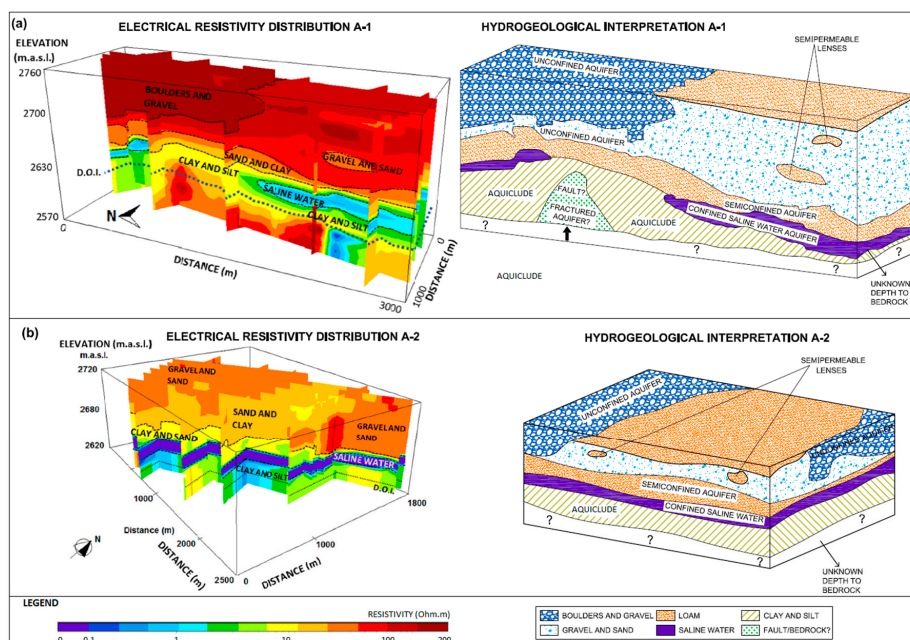 (a)
ELECTRICAL RESISTIVITY DISTRIBUTION A-1
ELEVATION
(m.a.s.l.)
2760
2700
2630
2570
D.O.I.
BOULDERS AND
GRAVEL
SAND AND CLAY
GRAVEL AND SAND
CLAY AND SILT
SALINE WATER
CLAY AND SILT
N
0
DISTANCE (m)
3000
1000
0
DISTANCE (m)
HYDROGEOLOGICAL INTERPRETATION A-1
SEMIPERMEABLE
LENSES
UNCONFINED AQUIFER
UNCONFINED AQUIFER
AQUICLUDE
FAULT?
FRACTURED
AQUIFER?
AQUICLUDE
SEMICONFINED AQUIFER
CONFINED SALINE WATER AQUIFER
?
?
?
?
?
AQUICLUDE
UNKNOWN
DEPTH TO
BEDROCK
(b)
ELECTRICAL RESISTIVITY DISTRIBUTION A-2
ELEVATION (m.a.s.l.)
m.a.s.l.
2720
2680
2620
GRAVEL AND
SAND
SAND AND
CLAY
GRAVEL AND
SAND
CLAY AND SAND
SALINE WATER
CLAY AND SILT
D.O.I.
1000
Distance (m)
2000
DISTANCE (m)
2500
0
1000
1800
DISTANCE (m)
N
HYDROGEOLOGICAL INTERPRETATION A-2
SEMIPERMEABLE
LENSES
UNCONFINED AQUIFER
UNCONFINED AQUIFER
SEMICONFINED AQUIFER
CONFINED SALINE WATER
AQUICLUDE
?
?
?
?
UNKNOWN
DEPTH TO
BEDROCK
LEGEND
RESISTIVITY (Ohm.m)
0 0.1 1 10 100 200
BOULDERS AND GRAVEL
LOAM
CLAY AND SILT
GRAVEL AND SAND
SALINE WATER
FAULT/BEDROCK?